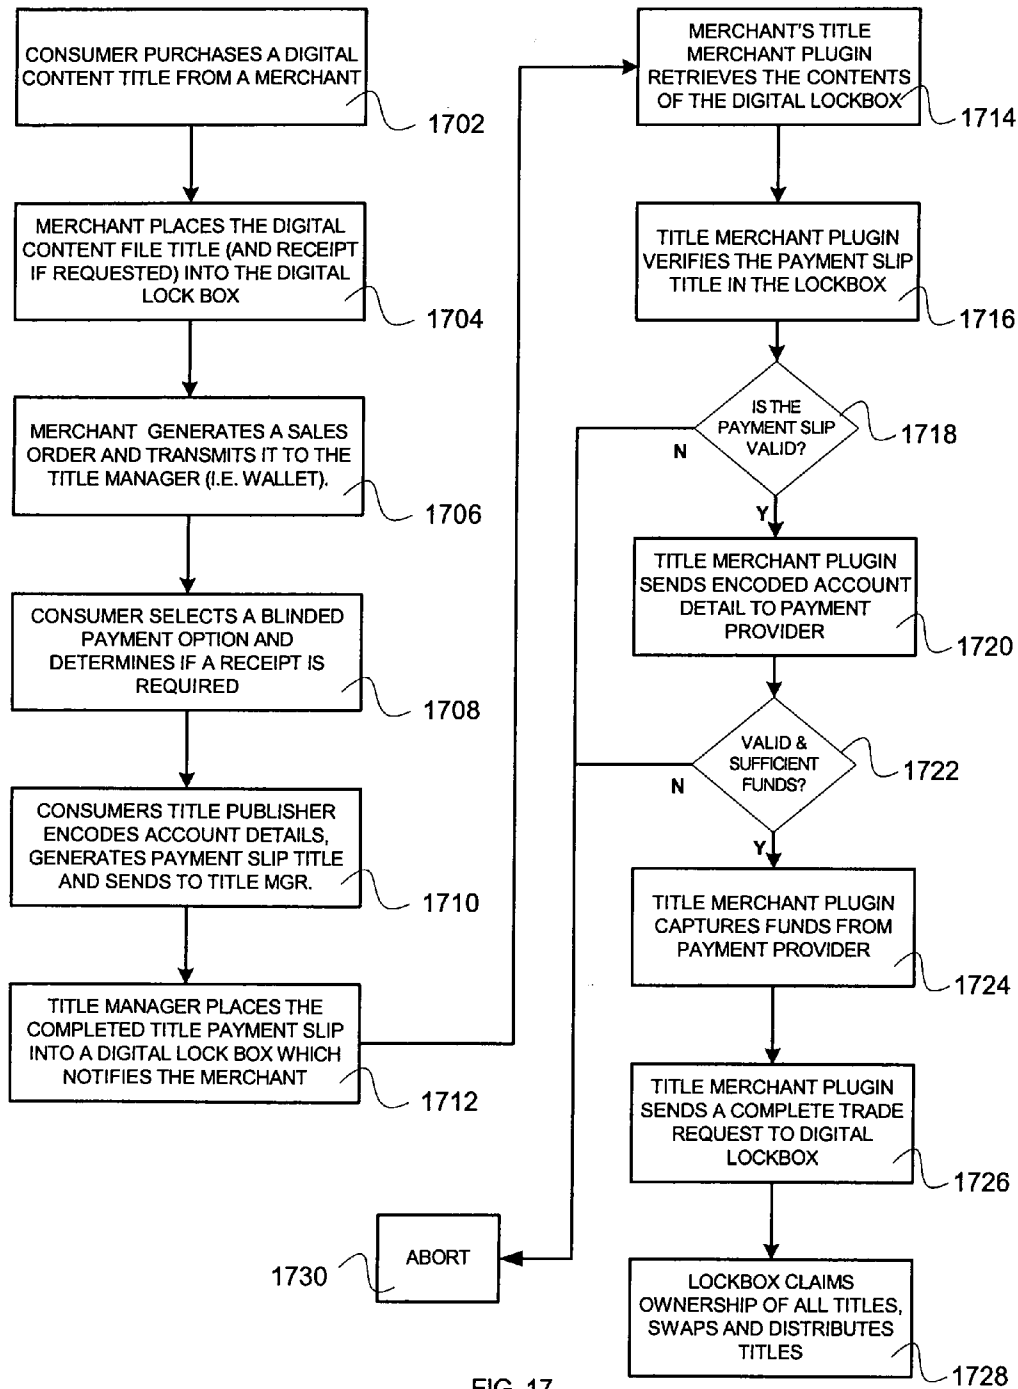 CONSUMER PURCHASES A DIGITAL
CONTENT TITLE FROM A MERCHANT
1702
MERCHANT PLACES THE DIGITAL
CONTENT FILE TITLE (AND RECEIPT
IF REQUESTED) INTO THE DIGITAL
LOCK BOX
1704
MERCHANT GENERATES A SALES
ORDER AND TRANSMITS IT TO THE
TITLE MANAGER (I.E. WALLET).
1706
CONSUMER SELECTS A BLINDED
PAYMENT OPTION AND
DETERMINES IF A RECEIPT IS
REQUIRED
1708
CONSUMERS TITLE PUBLISHER
ENCODES ACCOUNT DETAILS,
GENERATES PAYMENT SLIP TITLE
AND SENDS TO TITLE MGR.
1710
TITLE MANAGER PLACES THE
COMPLETED TITLE PAYMENT SLIP
INTO A DIGITAL LOCK BOX WHICH
NOTIFIES THE MERCHANT
1712
MERCHANT'S TITLE
MERCHANT PLUGIN
RETRIEVES THE CONTENTS
OF THE DIGITAL LOCKBOX
1714
TITLE MERCHANT PLUGIN
VERIFIES THE PAYMENT SLIP
TITLE IN THE LOCKBOX
1716
IS THE
PAYMENT SLIP
VALID?
1718
N
Y
TITLE MERCHANT PLUGIN
SENDS ENCODED ACCOUNT
DETAIL TO PAYMENT
PROVIDER
1720
VALID &
SUFFICIENT
FUNDS?
1722
N
Y
TITLE MERCHANT PLUGIN
CAPTURES FUNDS FROM
PAYMENT PROVIDER
1724
TITLE MERCHANT PLUGIN
SENDS A COMPLETE TRADE
REQUEST TO DIGITAL
LOCKBOX
1726
ABORT
1730
LOCKBOX CLAIMS
OWNERSHIP OF ALL TITLES,
SWAPS AND DISTRIBUTES
TITLES
1728
FIG. 17